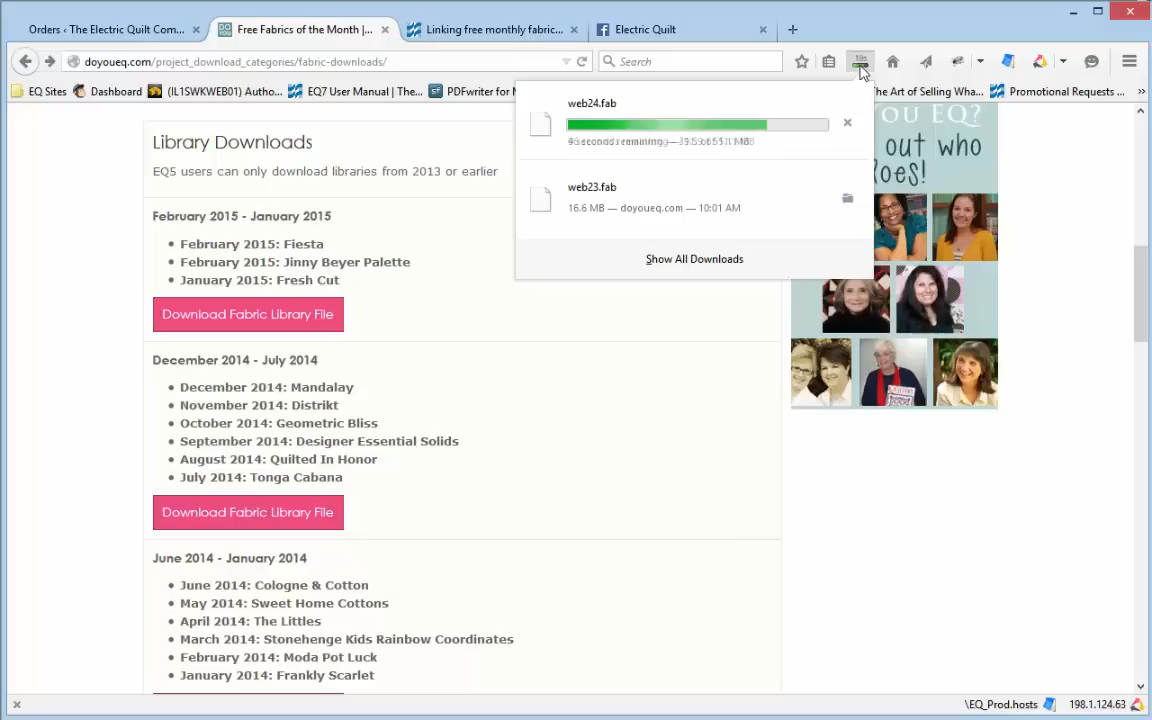 Orders ‹ The Electric Quilt Com...
Free Fabrics of the Month |...
Linking free monthly fabric...
Electric Quilt
doyoueq.com/project_download_categories/fabric-downloads/
Search
EQ Sites
Dashboard
(IL1SWKWEB01) Autho...
EQ7 User Manual | The...
PDFwriter for M
The Art of Selling Wha...
Promotional Requests ...
»
web24.fab
web23.fab
16.6 MB — doyoueq.com — 10:01 AM
Show All Downloads
YOU EQ?
out who
does!
Library Downloads
EQ5 users can only download libraries from 2013 or earlier
February 2015 - January 2015
• February 2015: Fiesta
• February 2015: Jinny Beyer Palette
• January 2015: Fresh Cut
Download Fabric Library File
December 2014 - July 2014
• December 2014: Mandalay
• November 2014: Distrikt
• October 2014: Geometric Bliss
• September 2014: Designer Essential Solids
• August 2014: Quilted In Honor
• July 2014: Tonga Cabana
Download Fabric Library File
June 2014 - January 2014
• June 2014: Cologne & Cotton
• May 2014: Sweet Home Cottons
• April 2014: The Littles
• March 2014: Stonehenge Kids Rainbow Coordinates
• February 2014: Moda Pot Luck
• January 2014: Frankly Scarlet
\EQ_Prod.hosts
198.1.124.63